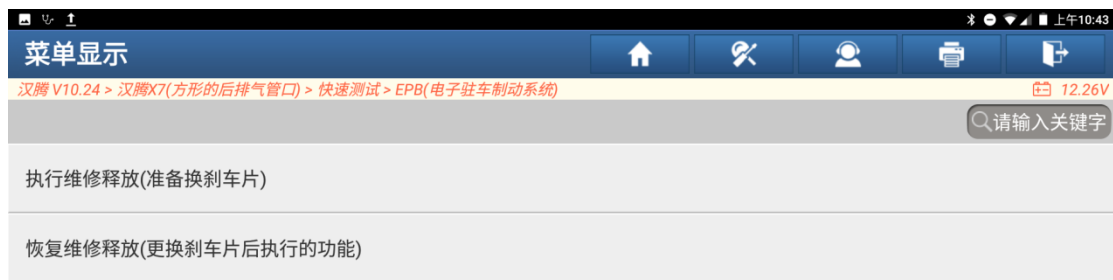 上午10:43
菜单显示
汉腾 V10.24 > 汉腾X7(方形的后排气管口) > 快速测试 > EPB(电子驻车制动系统)
12.26V
请输入关键字
执行维修释放(准备换刹车片)
恢复维修释放(更换刹车片后执行的功能)